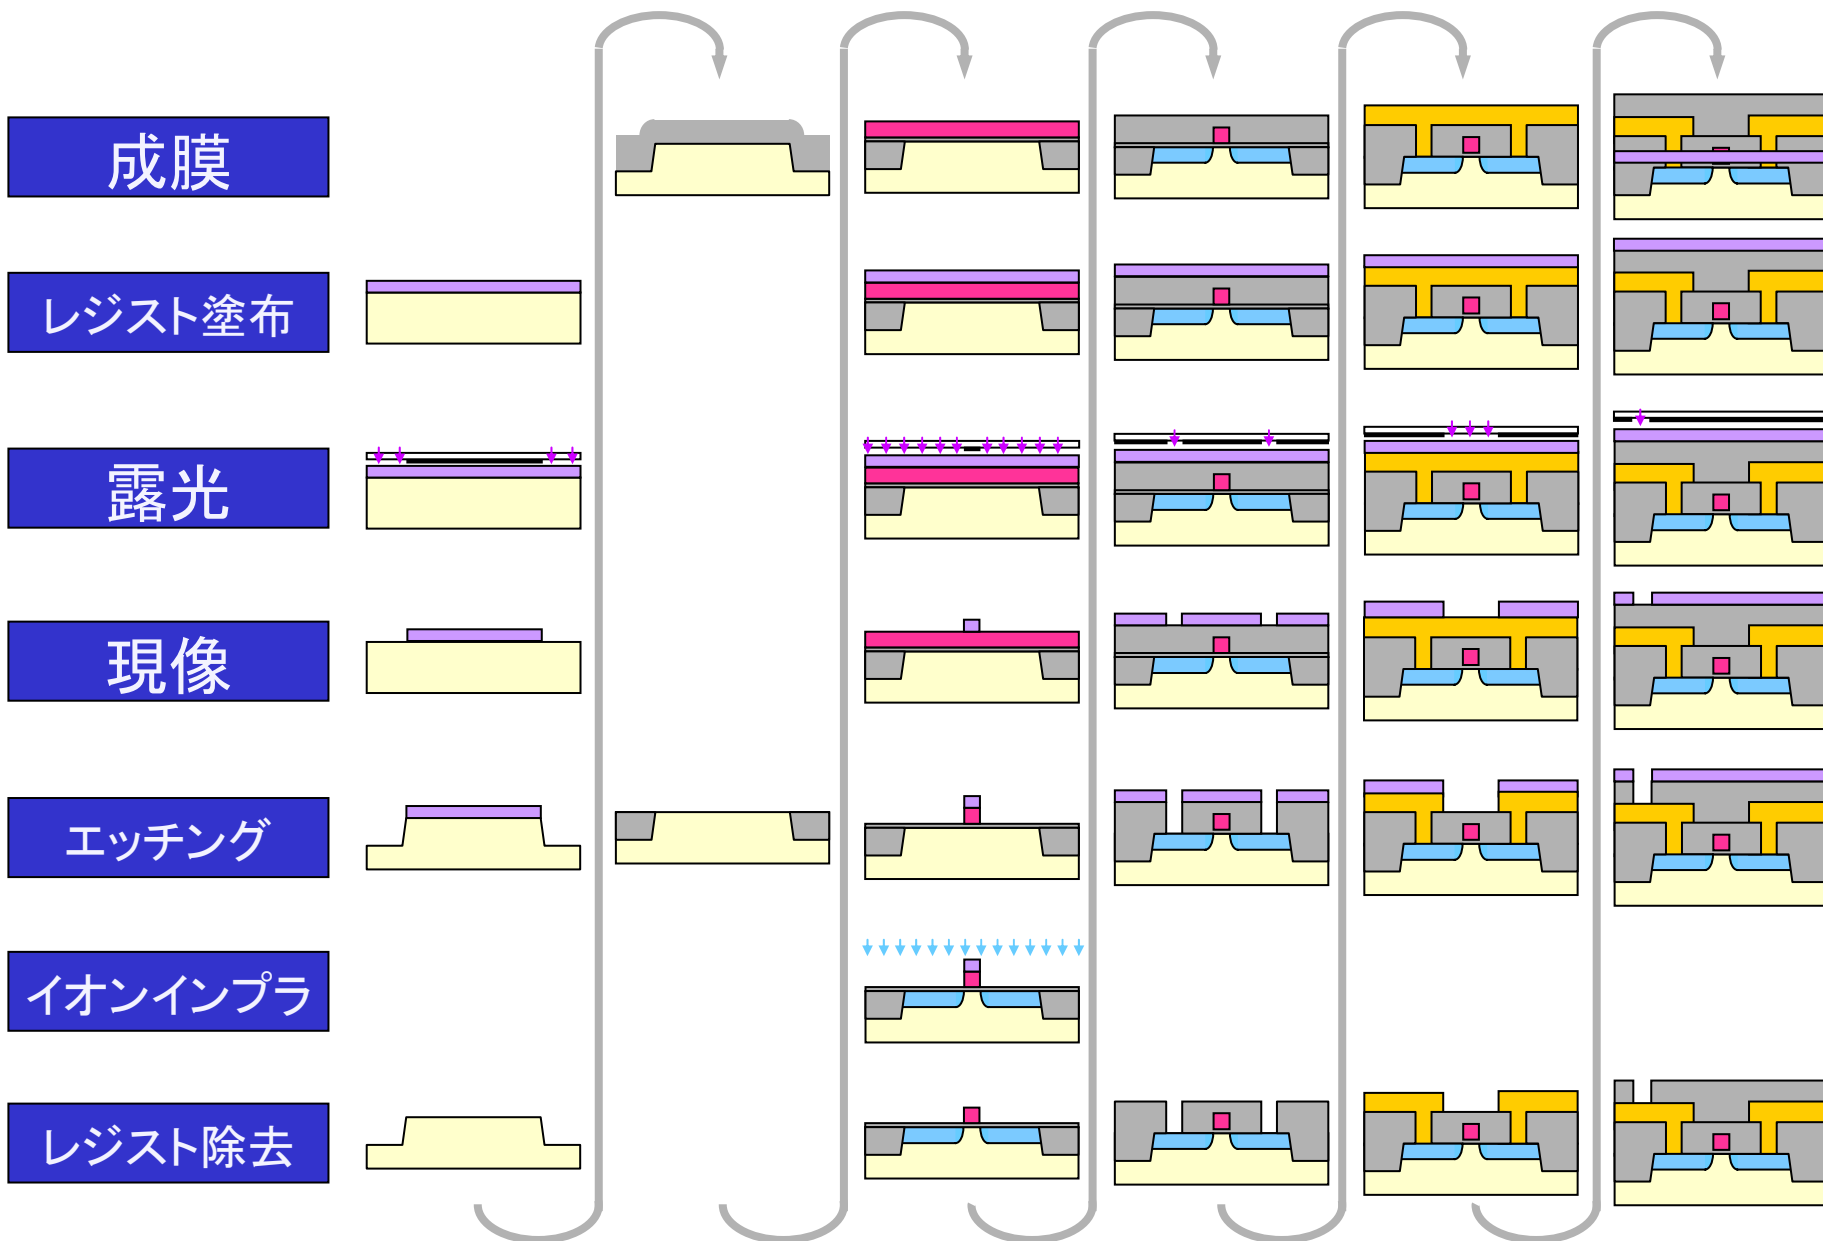 成膜
レジスト塗布
露光
現像
エッチング
イオンインプラ
レジスト除去